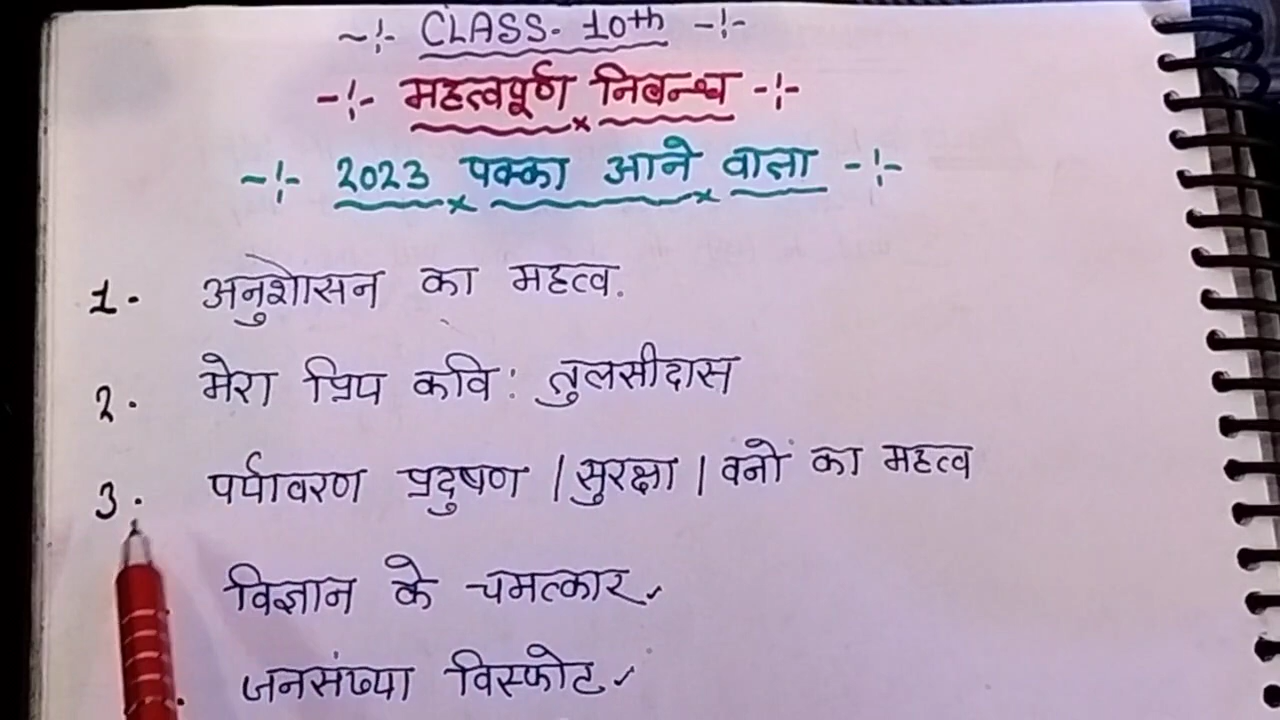 ~:- CLASS- 10th -:-
-:- महत्वपूर्ण निबन्ध -:-
-:- 2023 पक्का आने वाला -:-
1. अनुशासन का महत्व.
2. मेरा प्रिय कवि: तुलसीदास
3. पर्यावरण प्रदुषण / सुरक्षा / वनों का महत्व
विज्ञान के चमत्कार
जनसंख्या विस्फोट